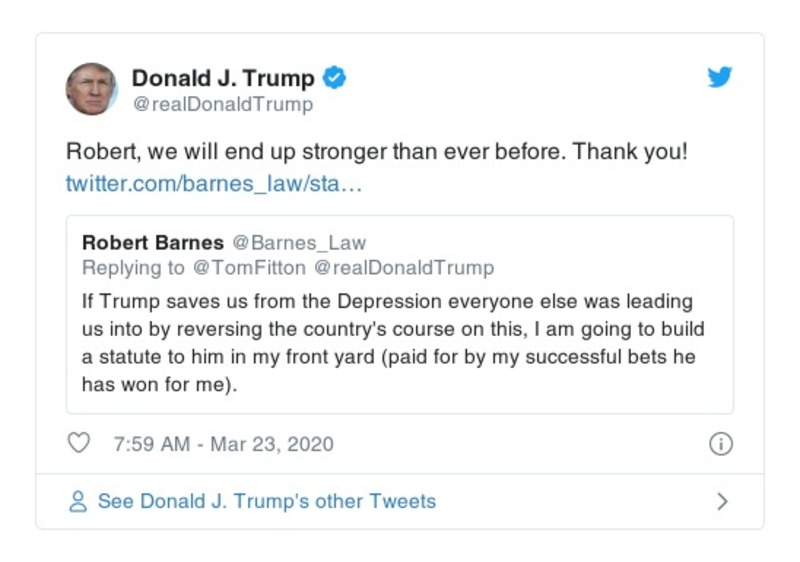 Donald J. Trump
@realDonaldTrump
Robert, we will end up stronger than ever before. Thank you!
twitter.com/barnes_law/sta…
Robert Barnes @Barnes_Law
Replying to @TomFitton @realDonaldTrump
If Trump saves us from the Depression everyone else was leading
us into by reversing the country's course on this, I am going to build
a statute to him in my front yard (paid for by my successful bets he
has won for me).
7:59 AM - Mar 23, 2020
See Donald J. Trump's other Tweets